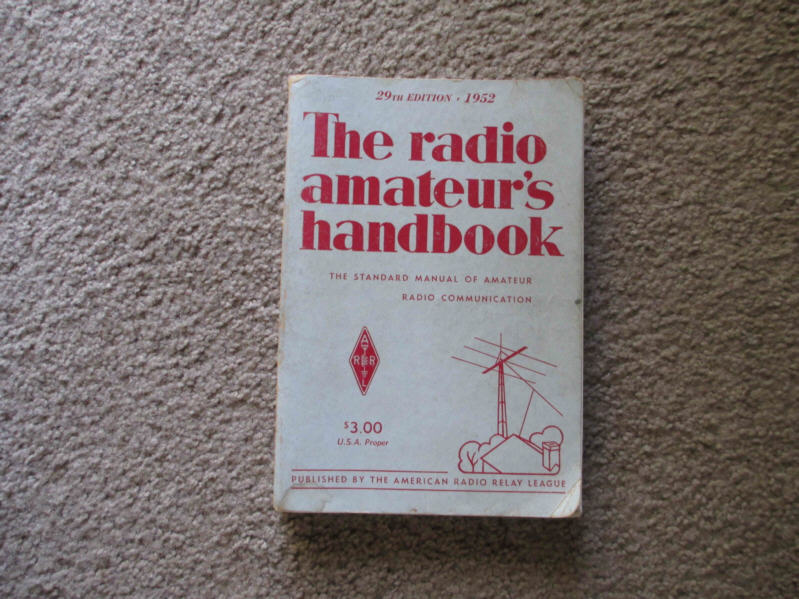 29TH EDITION · 1952
The radio
amateur's
handbook
THE STANDARD MANUAL OF AMATEUR
RADIO COMMUNICATION
A
R R
L
$3.00
U.S.A. Proper
PUBLISHED BY THE AMERICAN RADIO RELAY LEAGUE